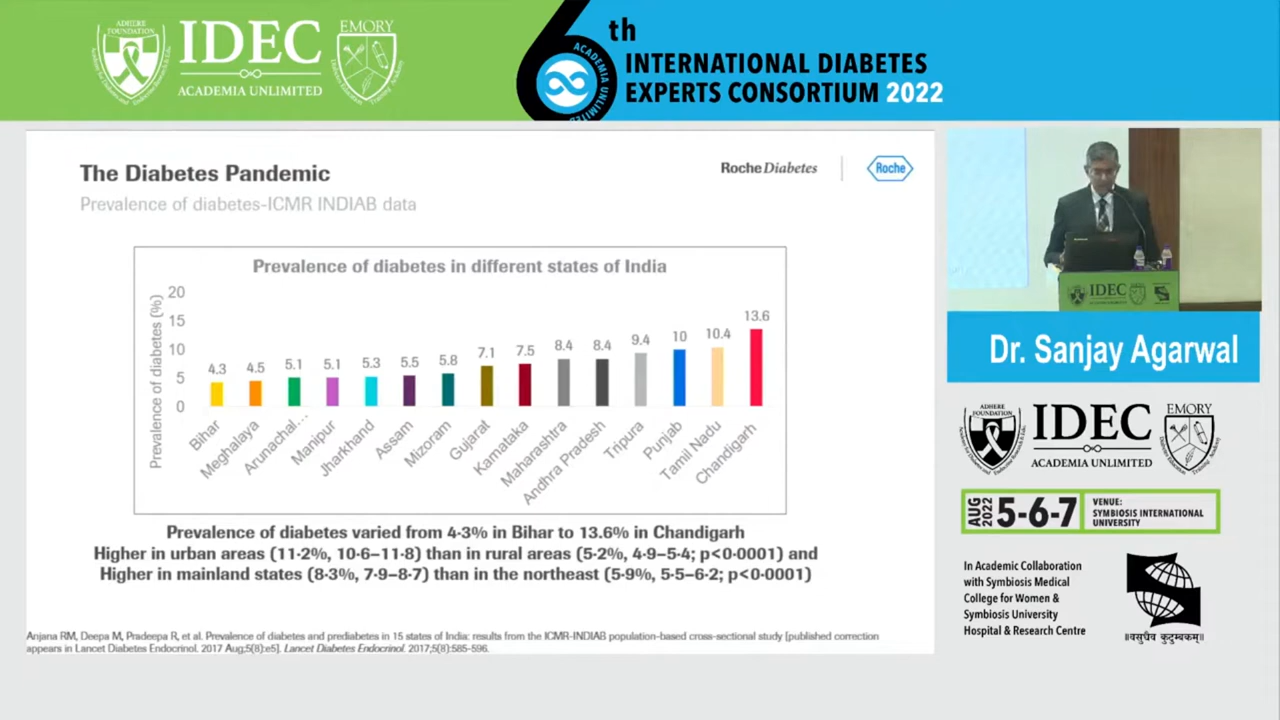 ADHERE
FOUNDATION
IDEC
ACADEMIA UNLIMITED
EMORY
6th
ACADEMIA UNLIMITED
INTERNATIONAL DIABETES
EXPERTS CONSORTIUM 2022
The Diabetes Pandemic
Prevalence of diabetes-ICMR INDIAB data
Roche Diabetes
Roche
Prevalence of diabetes in different states of India
Prevalence of diabetes (%)
20
15
10
5
0
4.3
4.5
5.1
5.1
5.3
5.5
5.8
7.1
7.5
8.4
8.4
9.4
10
10.4
13.6
Bihar
Meghalaya
Arunachal...
Manipur
Jharkhand
Assam
Mizoram
Gujarat
Karnataka
Maharashtra
Andhra Pradesh
Tripura
Punjab
Tamil Nadu
Chandigarh
Prevalence of diabetes varied from 4·3% in Bihar to 13.6% in Chandigarh
Higher in urban areas (11·2%, 10·6–11·8) than in rural areas (5·2%, 4·9–5·4; p<0·0001) and
Higher in mainland states (8·3%, 7·9–8·7) than in the northeast (5·9%, 5·5–6·2; p<0·0001)
Anjana RM, Deepa M, Pradeepa R, et al. Prevalence of diabetes and prediabetes in 15 states of India: results from the ICMR-INDIAB population-based cross-sectional study [published correction
appears in Lancet Diabetes Endocrinol. 2017 Aug;5(8):e5]. Lancet Diabetes Endocrinol. 2017;5(8):585-596.
IDEC
Dr. Sanjay Agarwal
ADHERE
FOUNDATION
IDEC
ACADEMIA UNLIMITED
EMORY
AUG
2022
5-6-7
VENUE:
SYMBIOSIS INTERNATIONAL
UNIVERSITY
In Academic Collaboration
with Symbiosis Medical
College for Women &
Symbiosis University
Hospital & Research Centre
॥वसुधैव कुटुम्बकम्॥